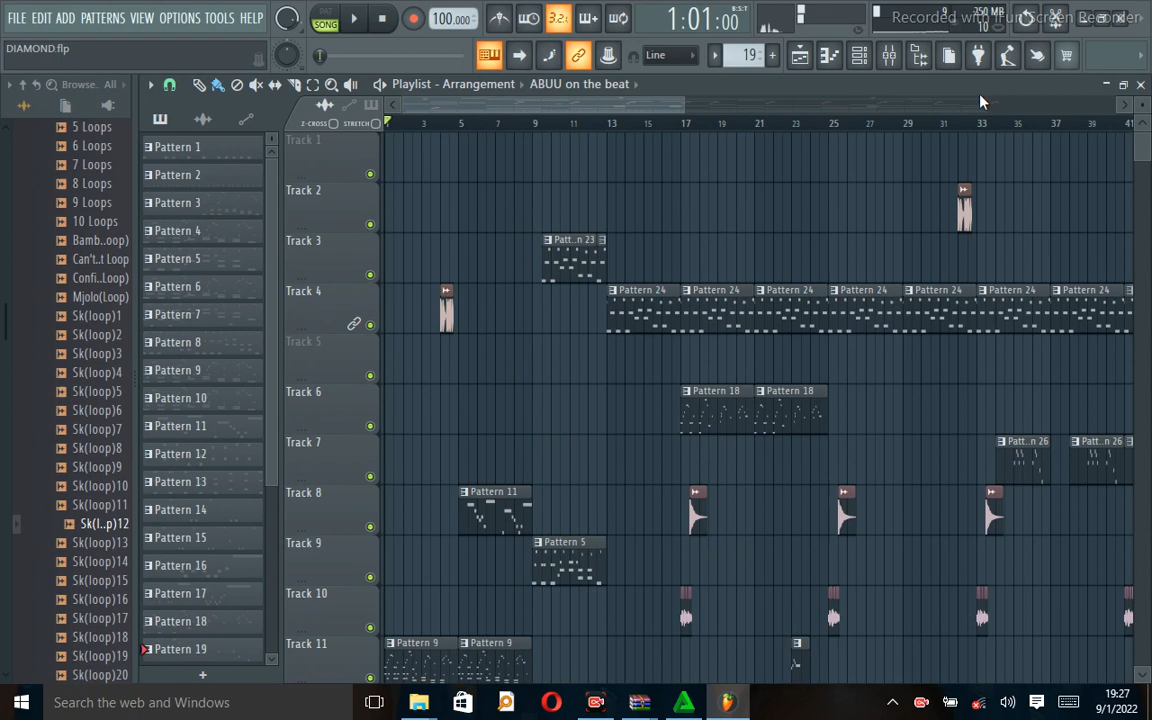 FILE EDIT ADD PATTERNS VIEW OPTIONS TOOLS HELP
PAT
SONG
100.000
3.2.
1:01:00
9
250 MB
10
Recorded with iFun Screen Recorder
DIAMOND.flp
Line
19
Browse.. All
Playlist - Arrangement
ABUU on the beat
Z-CROSS
STRETCH
1 3 5 7 9 11 13 15 17 19 21 23 25 27 29 31 33 35 37 39 41
5 Loops
6 Loops
7 Loops
8 Loops
9 Loops
10 Loops
Bamb..oop)
Can't..t Loop
Confi..Loop)
Mjolo(Loop)
Sk(loop)1
Sk(loop)2
Sk(loop)3
Sk(loop)4
Sk(loop)5
Sk(loop)6
Sk(loop)7
Sk(loop)8
Sk(loop)9
Sk(loop)10
Sk(loop)11
Sk(l..p)12
Sk(loop)13
Sk(loop)14
Sk(loop)15
Sk(loop)16
Sk(loop)17
Sk(loop)18
Sk(loop)19
Sk(loop)20
Pattern 1
Pattern 2
Pattern 3
Pattern 4
Pattern 5
Pattern 6
Pattern 7
Pattern 8
Pattern 9
Pattern 10
Pattern 11
Pattern 12
Pattern 13
Pattern 14
Pattern 15
Pattern 16
Pattern 17
Pattern 18
Pattern 19
+
Track 1
Track 2
Track 3
Patt..n 23
Track 4
Pattern 24 Pattern 24 Pattern 24 Pattern 24 Pattern 24 Pattern 24 Pattern 24
Track 5
Track 6
Pattern 18 Pattern 18
Track 7
Patt..n 26 Patt..n 26
Track 8
Pattern 11
Track 9
Pattern 5
Track 10
Track 11
Pattern 9 Pattern 9
Search the web and Windows
19:27
9/1/2022